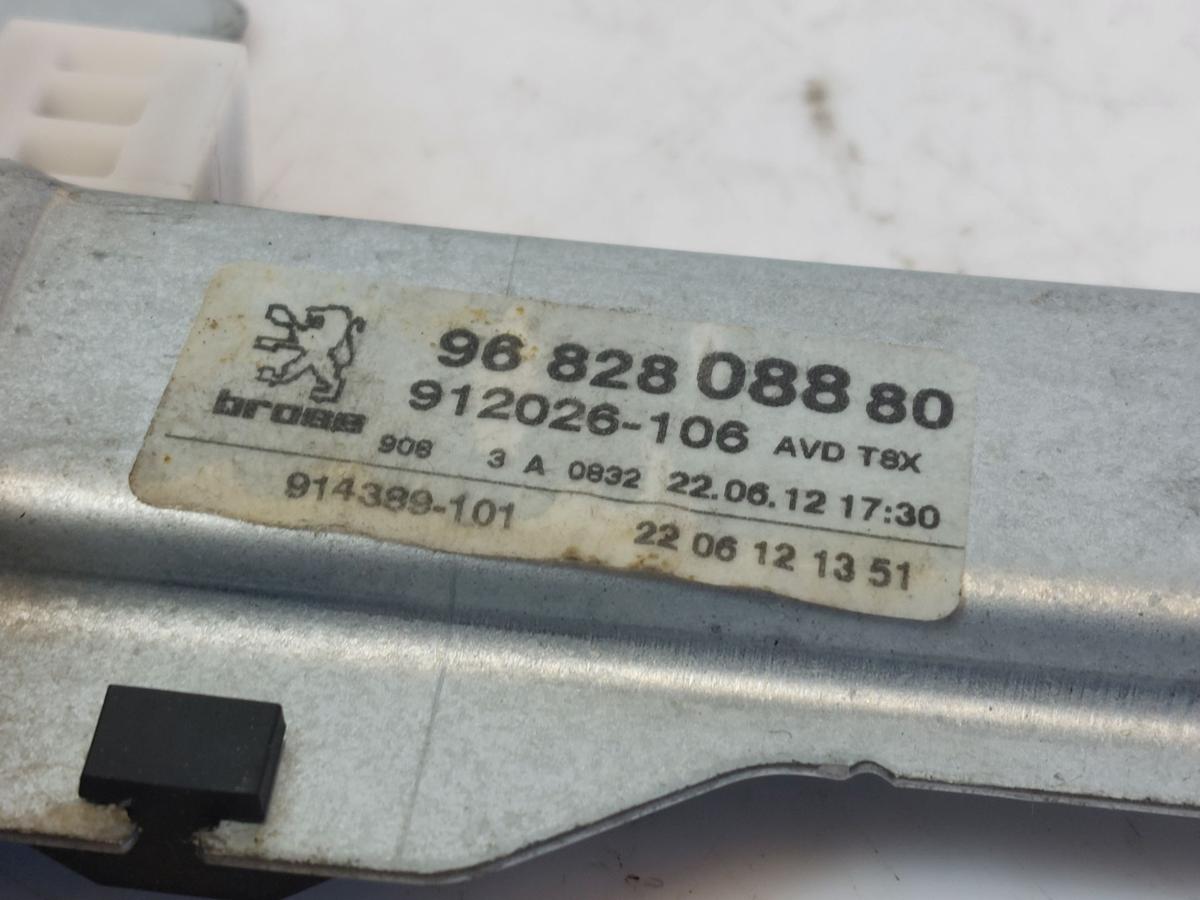 96 828 088 80
brose
912026-106 AVD T8X
908 3 A 0832 22.06.12 17:30
914389-101 22 06 12 13 51